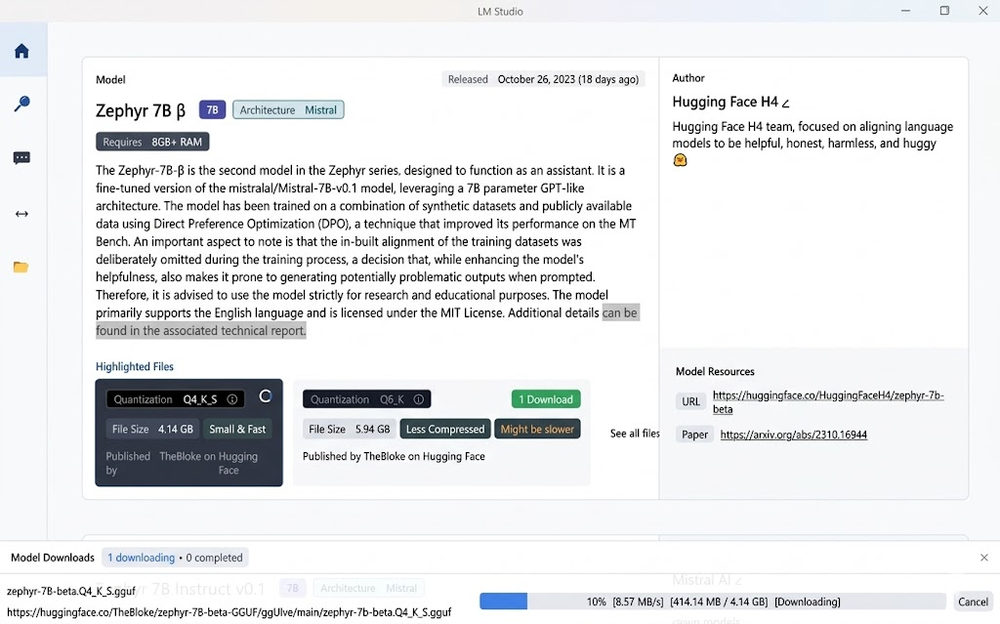 LM Studio
Model
Released October 26, 2023 (18 days ago)
Zephyr 7B β 7B Architecture Mistral
Requires 8GB+ RAM
The Zephyr-7B-β is the second model in the Zephyr series, designed to function as an assistant. It is a
fine-tuned version of the mistralal/Mistral-7B-v0.1 model, leveraging a 7B parameter GPT-like
architecture. The model has been trained on a combination of synthetic datasets and publicly available
data using Direct Preference Optimization (DPO), a technique that improved its performance on the MT
Bench. An important aspect to note is that the in-built alignment of the training datasets was
deliberately omitted during the training process, a decision that, while enhancing the model's
helpfulness, also makes it prone to generating potentially problematic outputs when prompted.
Therefore, it is advised to use the model strictly for research and educational purposes. The model
primarily supports the English language and is licensed under the MIT License. Additional details can be
found in the associated technical report.
Highlighted Files
Quantization Q4_K_S
File Size 4.14 GB Small & Fast
Published by TheBloke on Hugging
Face
Quantization Q6_K 1 Download
File Size 5.94 GB Less Compressed Might be slower
Published by TheBloke on Hugging Face
See all files
Author
Hugging Face H4
Hugging Face H4 team, focused on aligning language
models to be helpful, honest, harmless, and huggy
Model Resources
URL https://huggingface.co/HuggingFaceH4/zephyr-7b-
beta
Paper https://arxiv.org/abs/2310.16944
Model Downloads 1 downloading • 0 completed
zephyr-7B-beta.Q4_K_S.gguf
7B Instruct v0.1 7B Architecture Mistral
Mistral AI
https://huggingface.co/TheBloke/zephyr-7B-beta-GGUF/ggUlve/main/zephyr-7b-beta.Q4_K_S.gguf
10% [8.57 MB/s] [414.14 MB / 4.14 GB] [Downloading]
Cancel